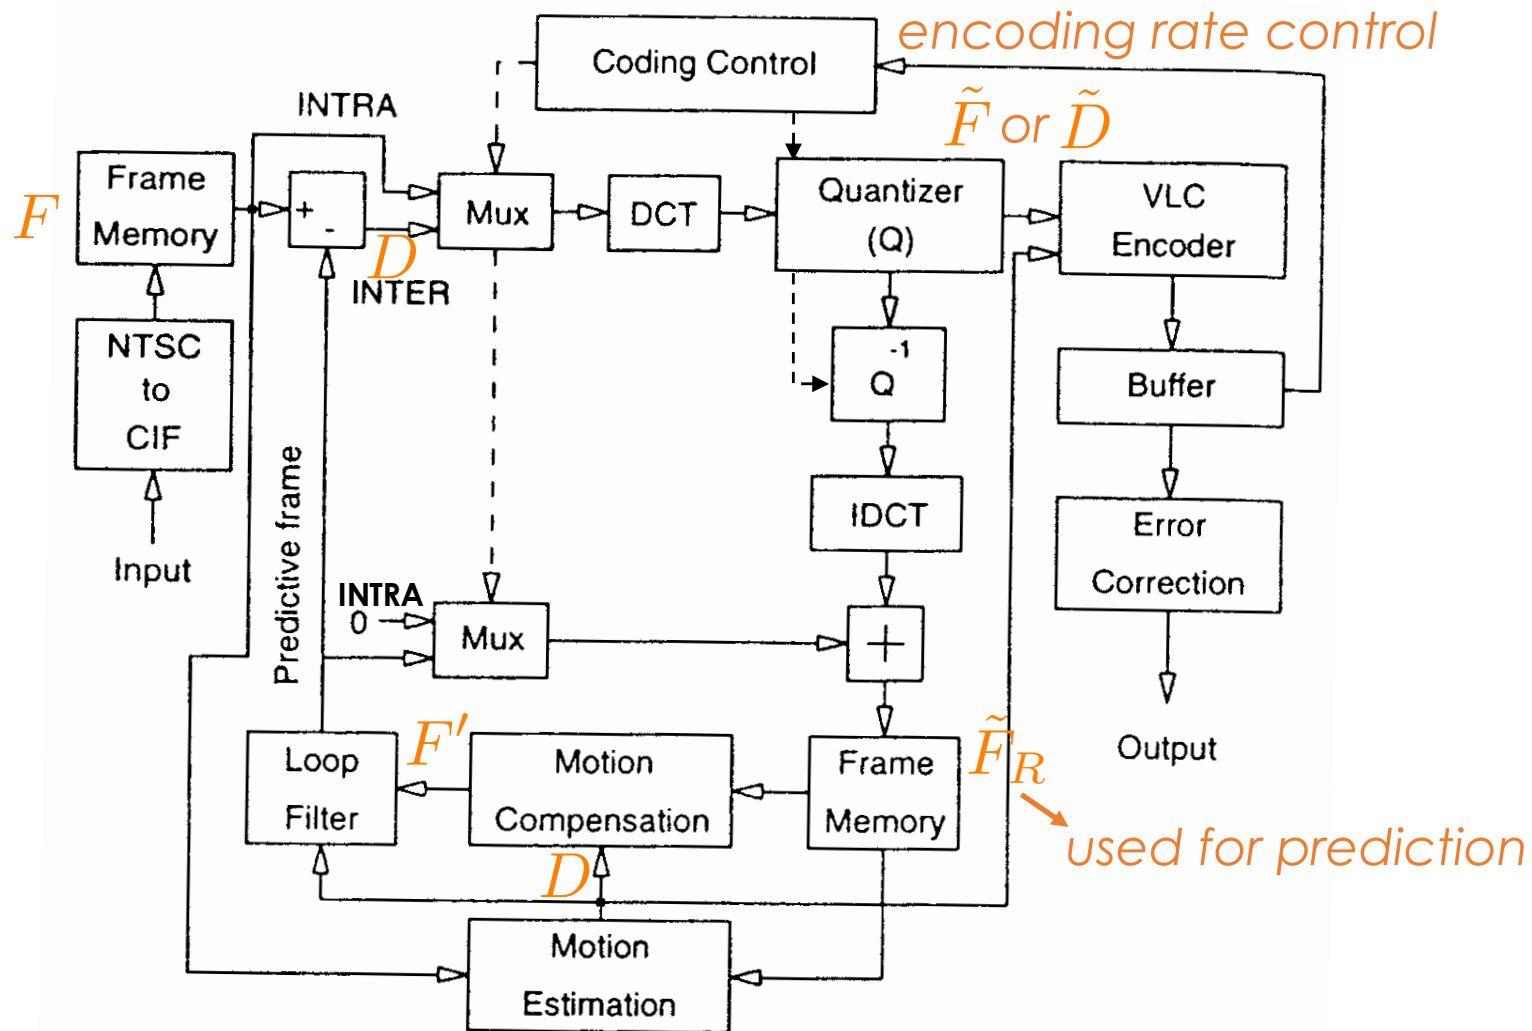 encoding rate control
Coding Control
INTRA
F̃ or D̃
Frame
Memory
F
+
-
Mux
DCT
Quantizer
(Q)
VLC
Encoder
D
INTER
NTSC
to
CIF
-1
Q
Buffer
Predictive frame
IDCT
Error
Correction
Input
INTRA
0
Mux
+
Loop
Filter
F′
Motion
Compensation
Frame
Memory
F̃_R
Output
used for prediction
D
Motion
Estimation